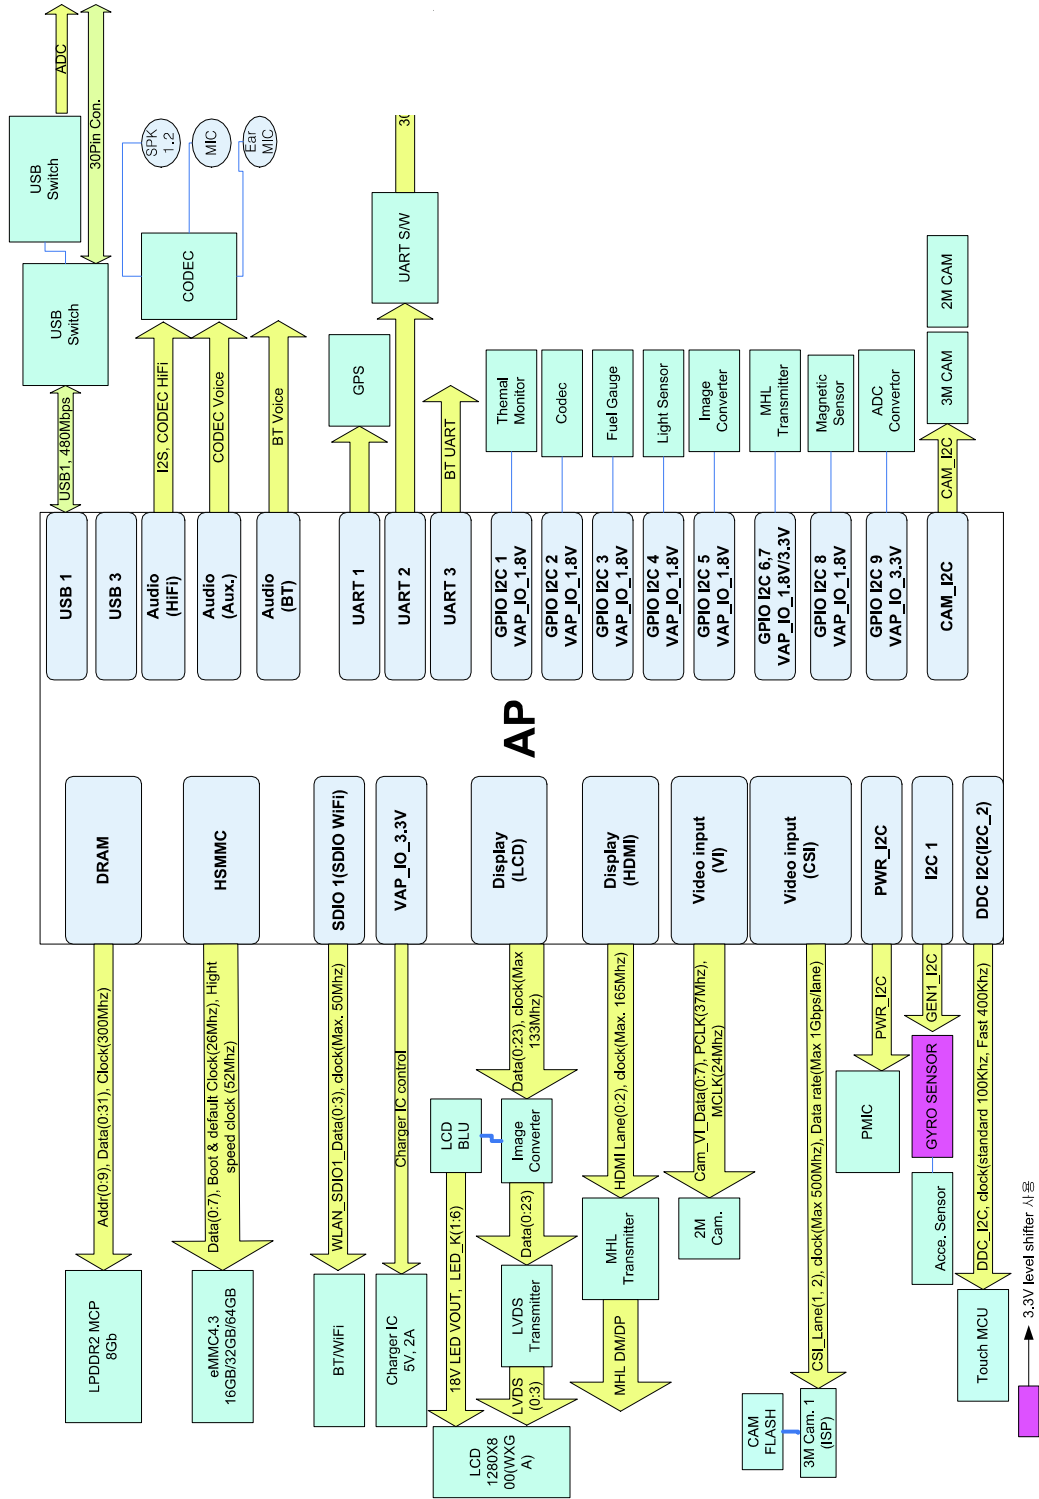 ADC
30Pin Con.
USB
Switch
USB
Switch
USB1, 480Mbps
SPK
1.2
MIC
Ear
MIC
CODEC
I2S, CODEC HiFi
CODEC Voice
BT Voice
GPS
UART S/W
30
BT UART
Themal
Monitor
Codec
Fuel Gauge
Light Sensor
Image
Converter
MHL
Transmitter
Magnetic
Sensor
ADC
Convertor
3M CAM
2M CAM
CAM_I2C
USB 1
USB 3
Audio
(HiFi)
Audio
(Aux.)
Audio
(BT)
UART 1
UART 2
UART 3
GPIO I2C 1
VAP_IO_1.8V
GPIO I2C 2
VAP_IO_1.8V
GPIO I2C 3
VAP_IO_1.8V
GPIO I2C 4
VAP_IO_1.8V
GPIO I2C 5
VAP_IO_1.8V
GPIO I2C 6,7
VAP_IO_1.8V/3.3V
GPIO I2C 8
VAP_IO_1.8V
GPIO I2C 9
VAP_IO_3.3V
CAM_I2C
AP
DRAM
HSMMC
SDIO 1(SDIO WiFi)
VAP_IO_3.3V
Display
(LCD)
Display
(HDMI)
Video input
(VI)
Video input
(CSI)
PWR_I2C
I2C 1
DDC I2C(I2C_2)
Addr(0:9), Data(0:31), Clock(300Mhz)
Data(0:7), Boot & default Clock(26Mhz), Hight
speed clock (52Mhz)
WLAN_SDIO1_Data(0:3), clock(Max. 50Mhz)
Charger IC control
Data(0:23), clock(Max
133Mhz)
HDMI Lane(0:2), clock(Max. 165Mhz)
Cam_VI_Data(0:7), PCLK(37Mhz),
MCLK(24Mhz)
CSI_Lane(1, 2), clock(Max 500Mhz), Data rate(Max 1Gbps/lane)
PWR_I2C
GEN1_I2C
DDC_I2C, clock(standard 100Khz, Fast 400Khz)
LPDDR2 MCP
8Gb
eMMC4.3
16GB/32GB/64GB
BT/WiFi
Charger IC
5V, 2A
LCD
BLU
Image
Converter
18V LED VOUT, LED_K(1:6)
Data(0:23)
LVDS
Transmitter
LVDS
(0:3)
LCD
1280X8
00(WXG
A)
MHL
Transmitter
MHL DM/DP
2M
Cam.
CAM
FLASH
3M Cam. 1
(ISP)
PMIC
GYRO SENSOR
Acce. Sensor
Touch MCU
3.3V level shifter 사용